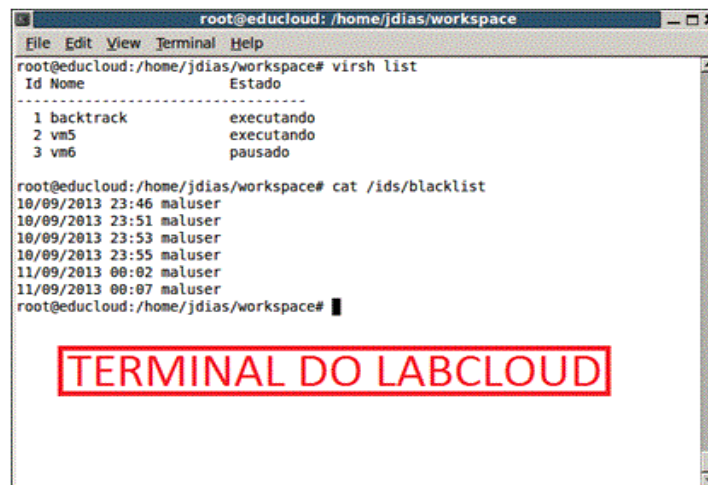 root@educloud: /home/jdias/workspace
File Edit View Terminal Help
root@educloud:/home/jdias/workspace# virsh list
Id Nome Estado
----------------------------------
1 backtrack executando
2 vm5 executando
3 vm6 pausado
root@educloud:/home/jdias/workspace# cat /ids/blacklist
10/09/2013 23:46 maluser
10/09/2013 23:51 maluser
10/09/2013 23:53 maluser
10/09/2013 23:55 maluser
11/09/2013 00:02 maluser
11/09/2013 00:07 maluser
root@educloud:/home/jdias/workspace#
TERMINAL DO LABCLOUD